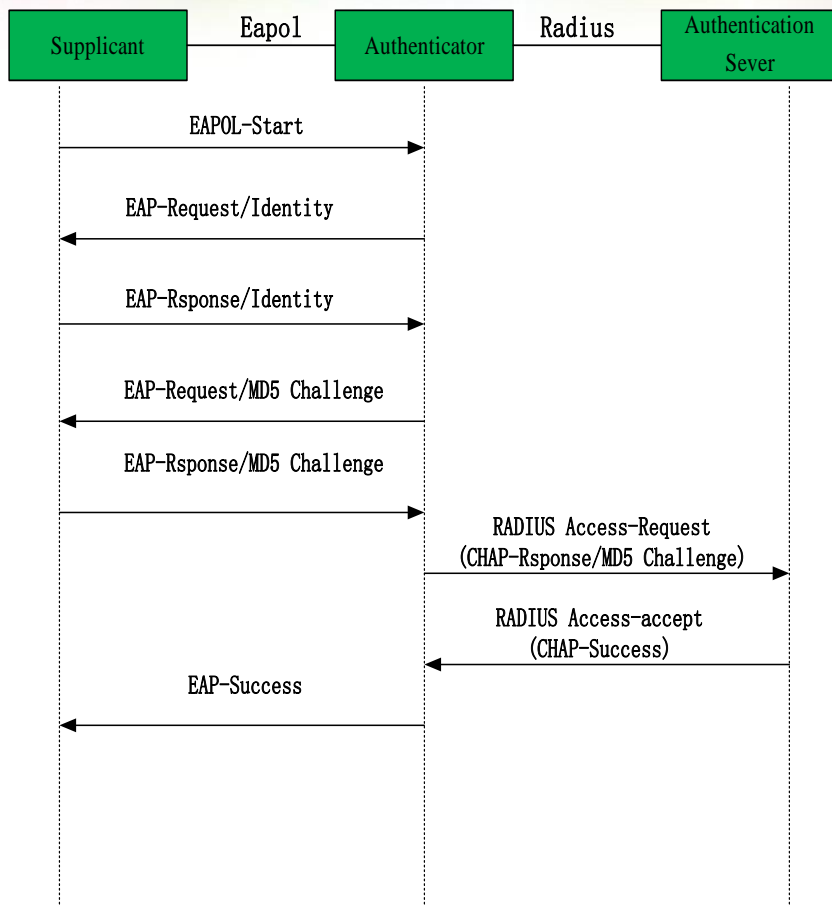 Supplicant
Eapol
Authenticator
Radius
Authentication
Sever
EAPOL-Start
EAP-Request/Identity
EAP-Rsponse/Identity
EAP-Request/MD5 Challenge
EAP-Rsponse/MD5 Challenge
RADIUS Access-Request
(CHAP-Rsponse/MD5 Challenge)
RADIUS Access-accept
(CHAP-Success)
EAP-Success